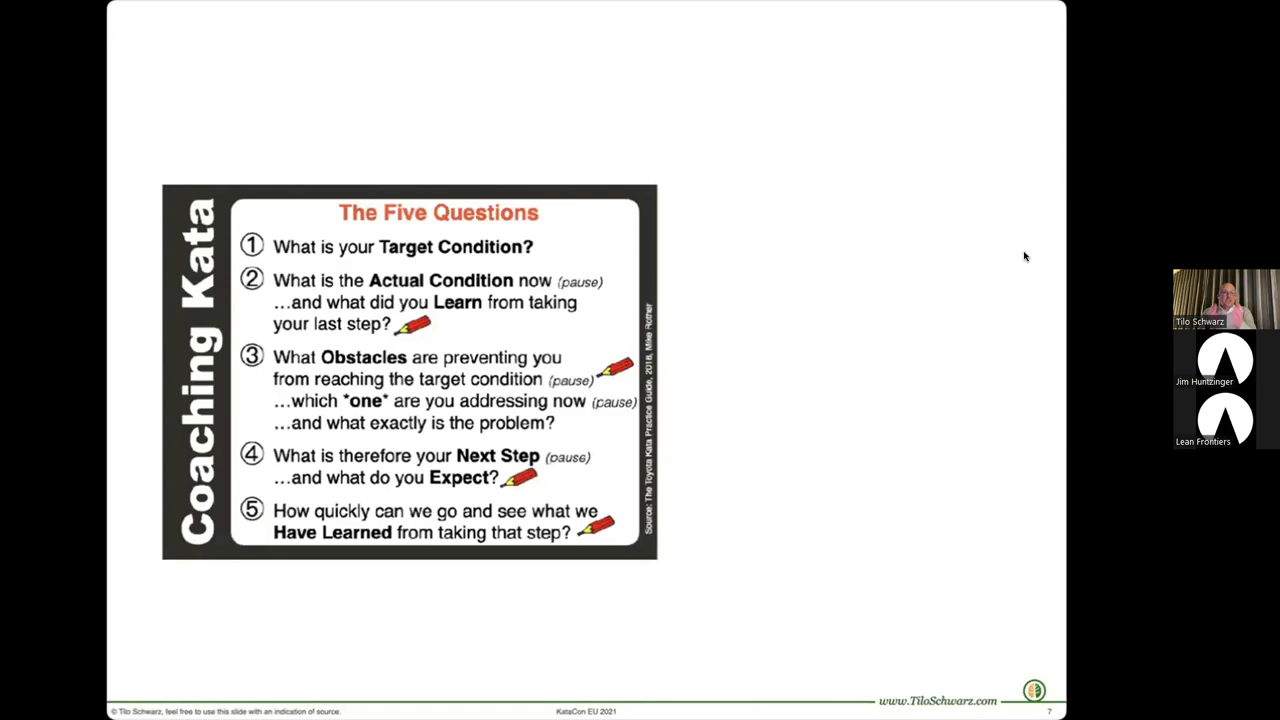 Coaching Kata
The Five Questions
① What is your Target Condition?
② What is the Actual Condition now (pause)
...and what did you Learn from taking
your last step?
③ What Obstacles are preventing you
from reaching the target condition (pause)
...which *one* are you addressing now (pause)
...and what exactly is the problem?
④ What is therefore your Next Step (pause)
...and what do you Expect?
⑤ How quickly can we go and see what we
Have Learned from taking that step?
Source: The Toyota Kata Practice Guide, 2018, Mike Rother
Tilo Schwarz
Jim Huntzinger
Lean Frontiers
www.TiloSchwarz.com
© Tilo Schwarz, feel free to use this slide with an indication of source.
KataCon EU 2021
7